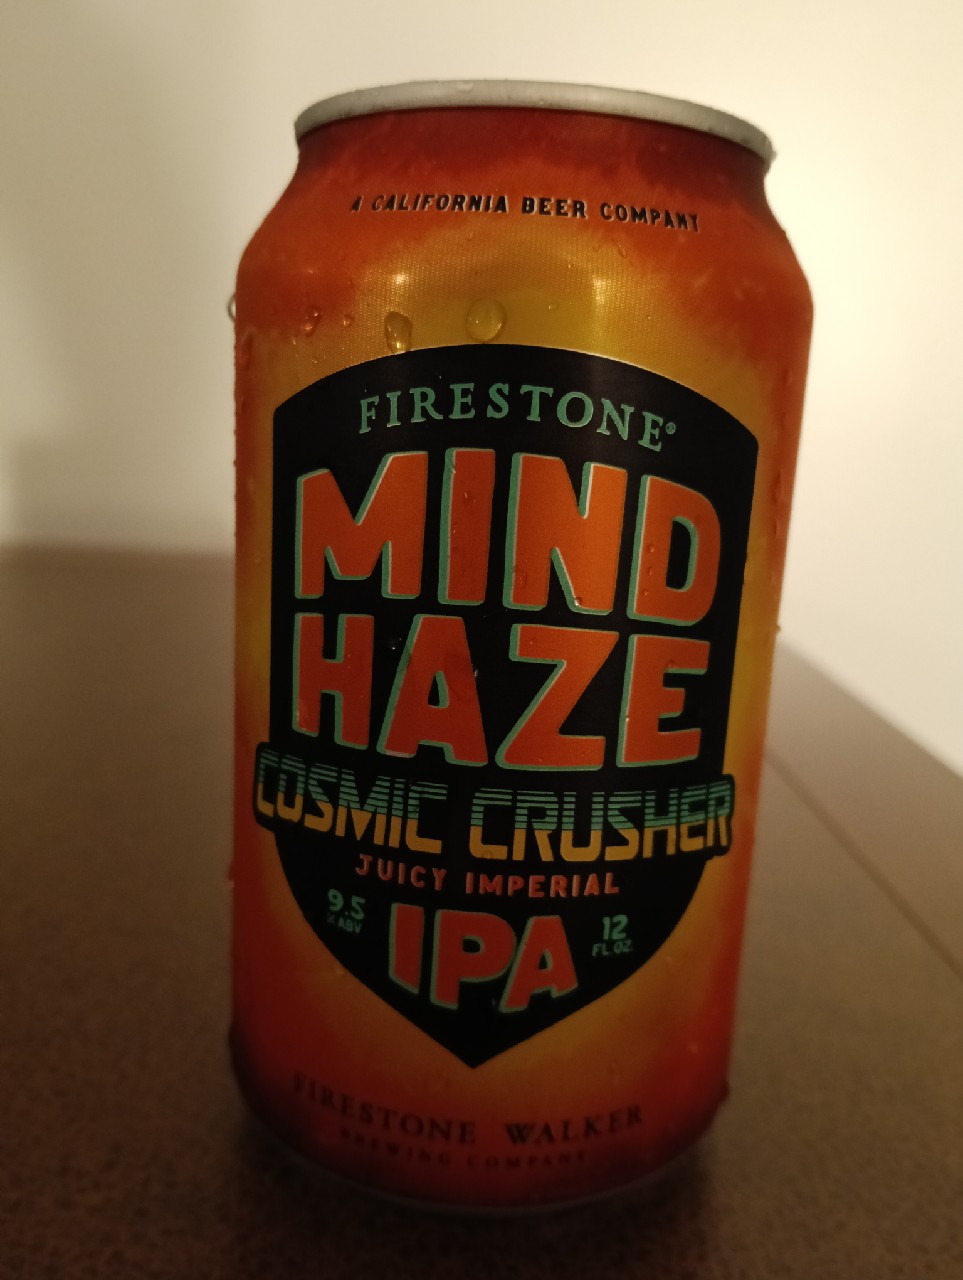 A CALIFORNIA BEER COMPANY
FIRESTONE®
MIND
HAZE
COSMIC CRUSHER
JUICY IMPERIAL
9.5
% ABV
IPA
12
FL. OZ.
FIRESTONE WALKER
BREWING COMPANY